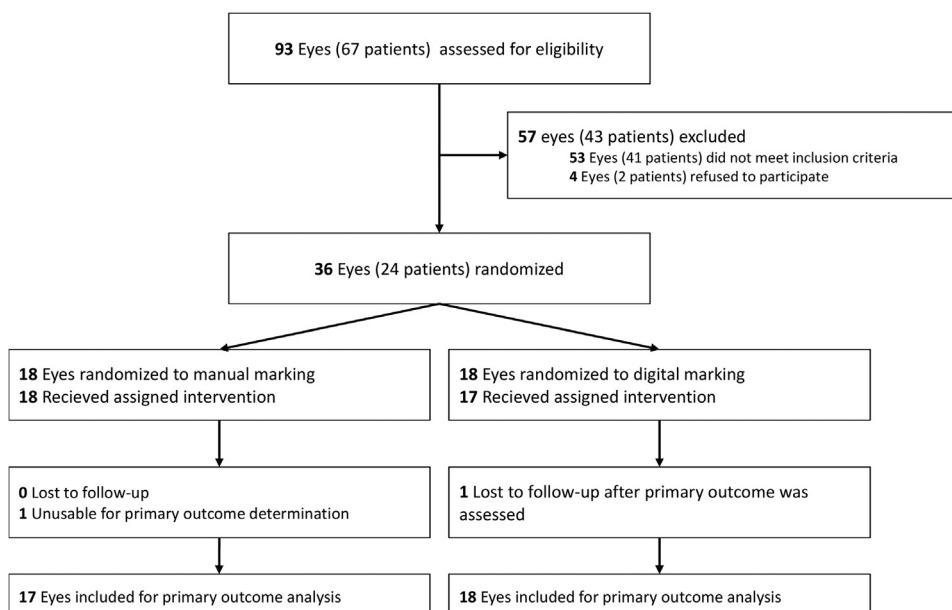 93 Eyes (67 patients) assessed for eligibility
57 eyes (43 patients) excluded
53 Eyes (41 patients) did not meet inclusion criteria
4 Eyes (2 patients) refused to participate
36 Eyes (24 patients) randomized
18 Eyes randomized to manual marking
18 Recieved assigned intervention
18 Eyes randomized to digital marking
17 Recieved assigned intervention
0 Lost to follow-up
1 Unusable for primary outcome determination
1 Lost to follow-up after primary outcome was
assessed
17 Eyes included for primary outcome analysis
18 Eyes included for primary outcome analysis